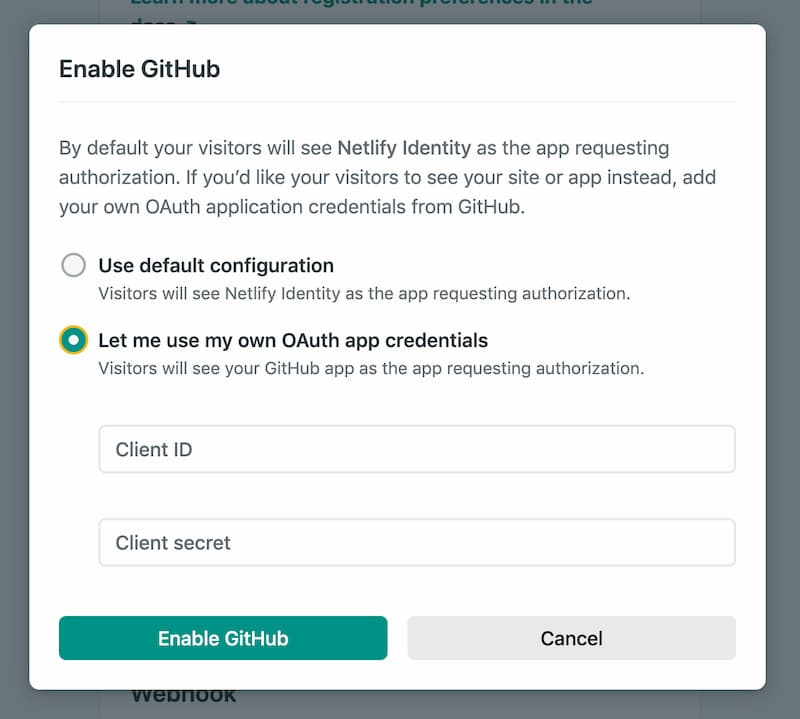 Learn more about registration preferences in the
docs
Enable GitHub
By default your visitors will see Netlify Identity as the app requesting
authorization. If you’d like your visitors to see your site or app instead, add
your own OAuth application credentials from GitHub.
Use default configuration
Visitors will see Netlify Identity as the app requesting authorization.
Let me use my own OAuth app credentials
Visitors will see your GitHub app as the app requesting authorization.
Client ID
Client secret
Enable GitHub
Cancel
Webhook